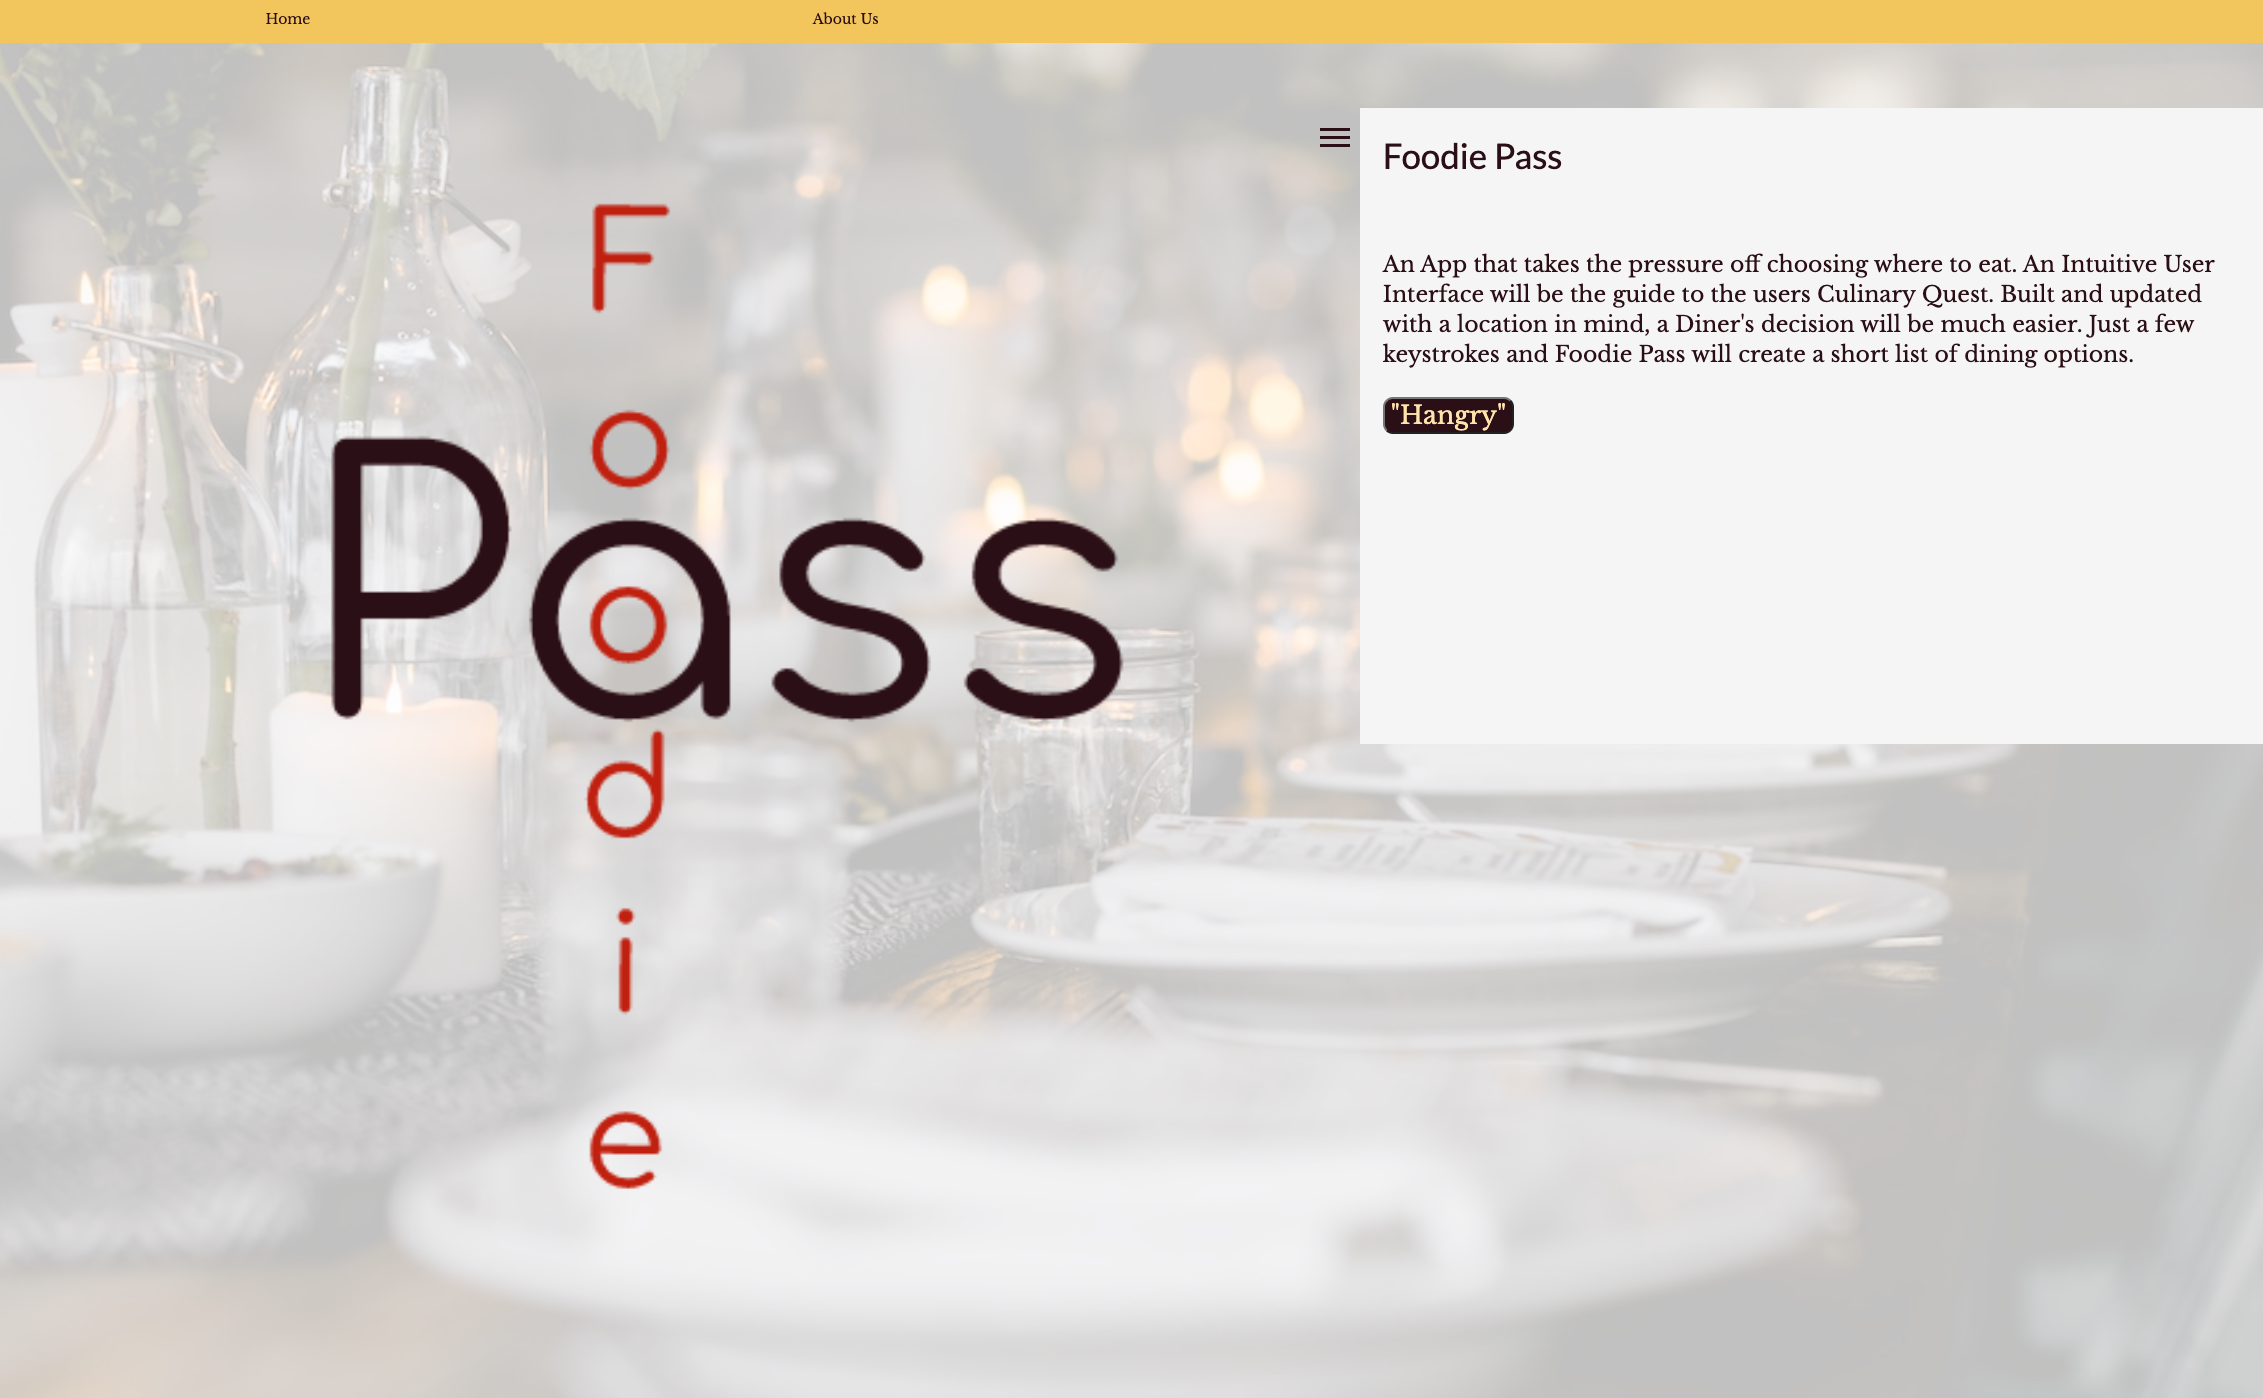 Home
About Us
Foodie
Pass
Foodie Pass
An App that takes the pressure off choosing where to eat. An Intuitive User
Interface will be the guide to the users Culinary Quest. Built and updated
with a location in mind, a Diner's decision will be much easier. Just a few
keystrokes and Foodie Pass will create a short list of dining options.
"Hangry"